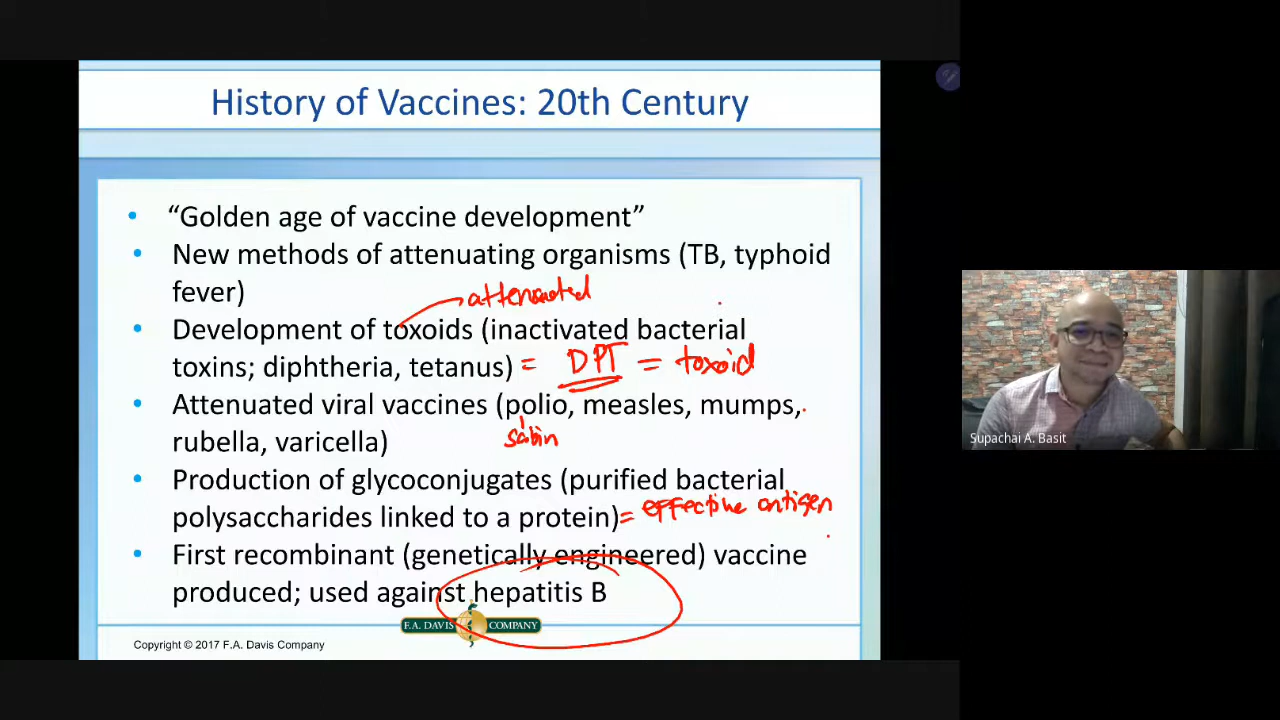 History of Vaccines: 20th Century
• “Golden age of vaccine development”
• New methods of attenuating organisms (TB, typhoid
fever)
attenuated
• Development of toxoids (inactivated bacterial
toxins; diphtheria, tetanus) = DPT = toxoid
• Attenuated viral vaccines (polio, measles, mumps,
rubella, varicella)
sabin
• Production of glycoconjugates (purified bacterial
polysaccharides linked to a protein) = effective antigen
• First recombinant (genetically engineered) vaccine
produced; used against hepatitis B
F.A. DAVIS COMPANY
Copyright © 2017 F.A. Davis Company
Supachai A. Basit